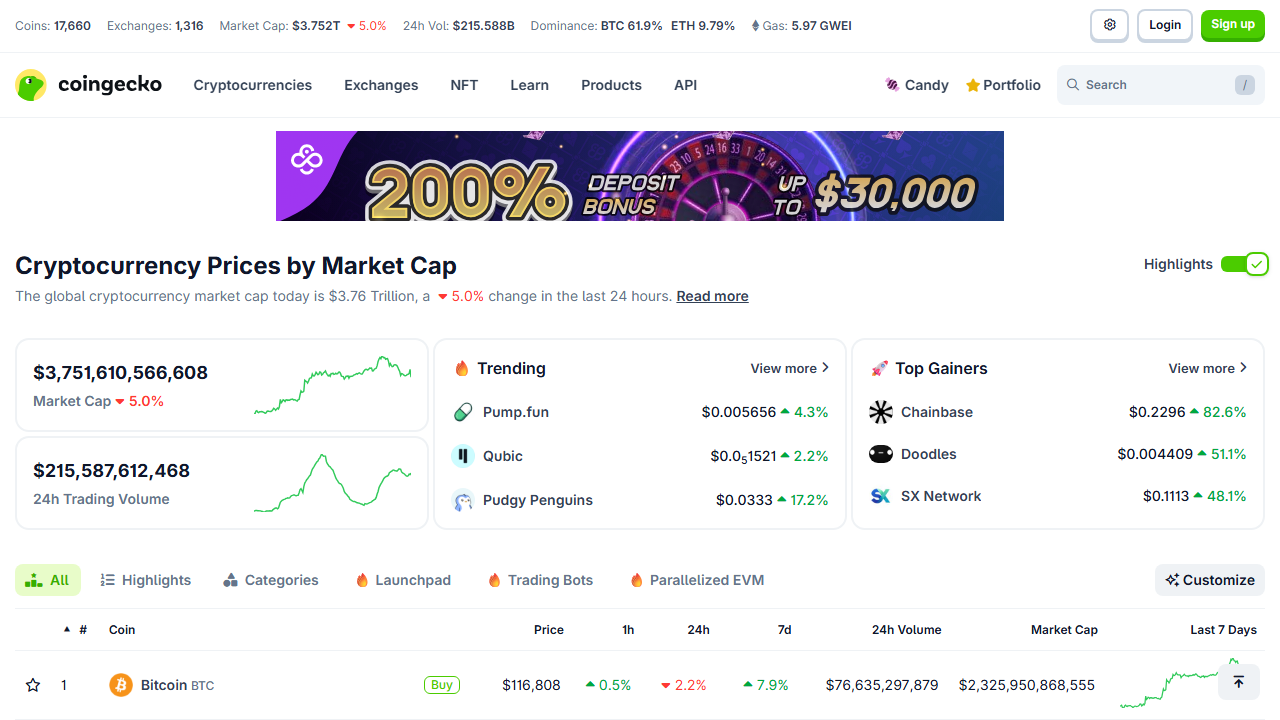 Coins: 17,660 Exchanges: 1,316 Market Cap: $3.752T 5.0% 24h Vol: $215.588B Dominance: BTC 61.9% ETH 9.79% Gas: 5.97 GWEI Login Sign up
coingecko Cryptocurrencies Exchanges NFT Learn Products API Candy Portfolio Search /
200% DEPOSIT BONUS UP TO $30,000
Cryptocurrency Prices by Market Cap Highlights
The global cryptocurrency market cap today is $3.76 Trillion, a 5.0% change in the last 24 hours. Read more
$3,751,610,566,608
Market Cap 5.0%
$215,587,612,468
24h Trading Volume
Trending View more
Pump.fun $0.005656 4.3%
Qubic $0.0₅1521 2.2%
Pudgy Penguins $0.0333 17.2%
Top Gainers View more
Chainbase $0.2296 82.6%
Doodles $0.004409 51.1%
SX Network $0.1113 48.1%
All Highlights Categories Launchpad Trading Bots Parallelized EVM Customize
# Coin Price 1h 24h 7d 24h Volume Market Cap Last 7 Days
1 Bitcoin BTC Buy $116,808 0.5% 2.2% 7.9% $76,635,297,879 $2,325,950,868,555